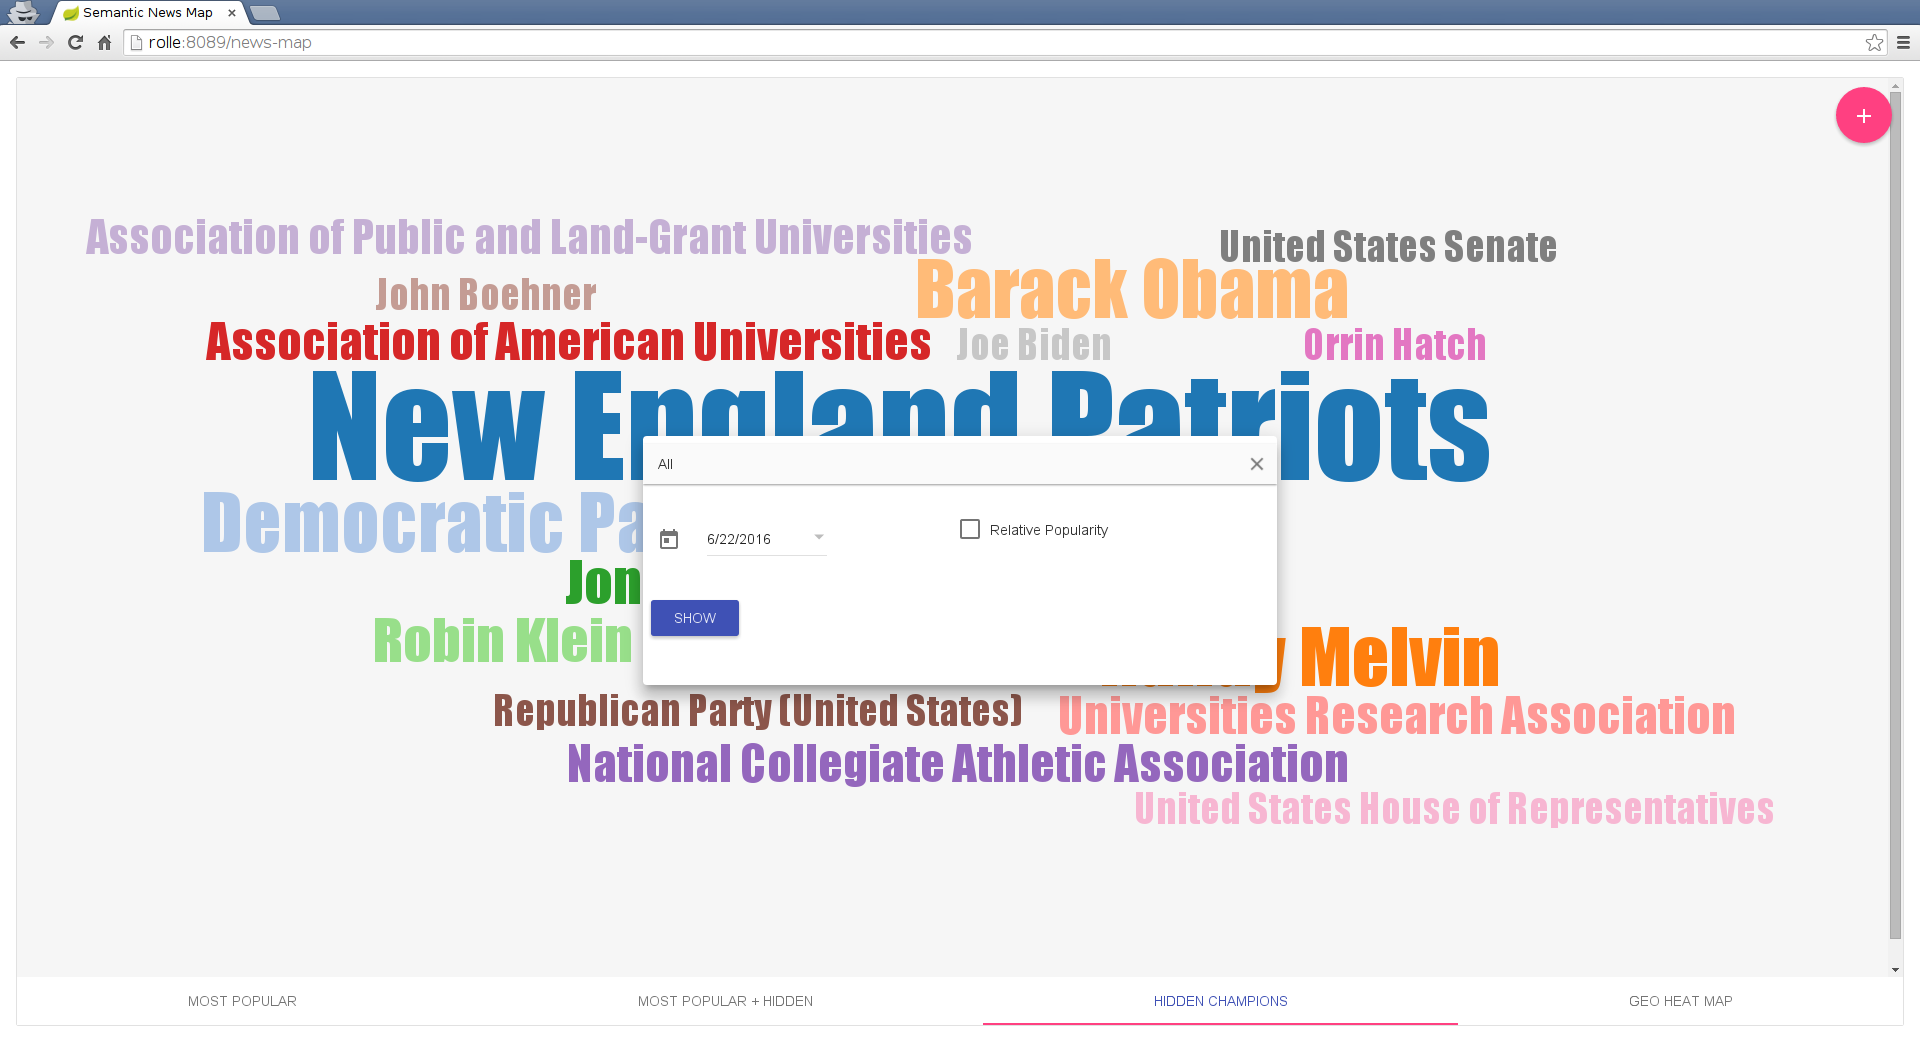 Semantic News Map
rolle:8089/news-map
Association of Public and Land-Grant Universities
United States Senate
John Boehner
Barack Obama
Association of American Universities
Joe Biden
Orrin Hatch
New England Patriots
All
Democratic Pa
6/22/2016
Relative Popularity
Jon
SHOW
Robin Klein
Melvin
Republican Party (United States)
Universities Research Association
National Collegiate Athletic Association
United States House of Representatives
MOST POPULAR
MOST POPULAR + HIDDEN
HIDDEN CHAMPIONS
GEO HEAT MAP